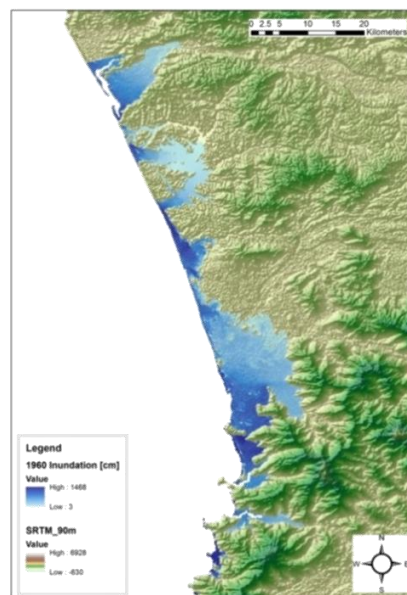 0 2.5 5 10 15 20
Kilometers
Legend
1960 Inundation [cm]
Value
High : 1468
Low : 3
SRTM_90m
Value
High : 6928
Low : -630
N
W E
S